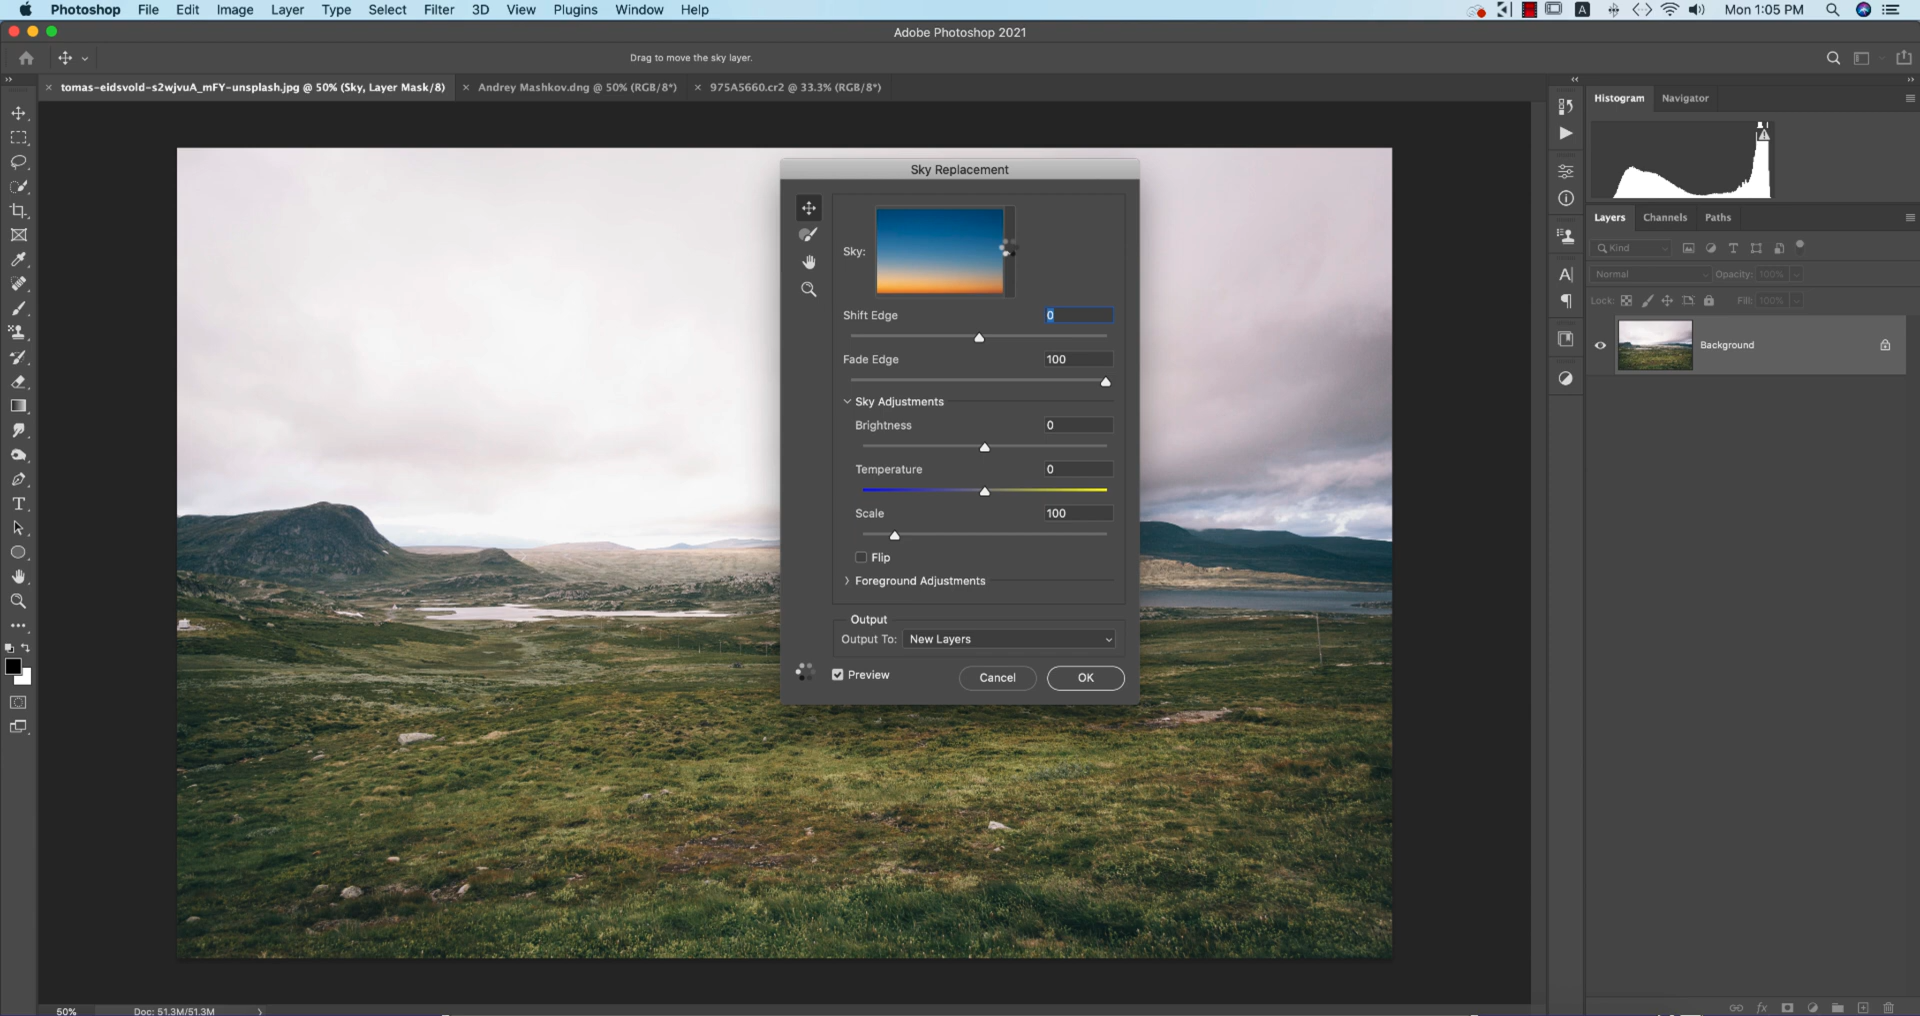 Photoshop File Edit Image Layer Type Select Filter 3D View Plugins Window Help
A
Mon 1:05 PM
Adobe Photoshop 2021
Drag to move the sky layer.
tomas-eidsvold-s2wjvuA_mFY-unsplash.jpg @ 50% (Sky, Layer Mask/8)
Andrey Mashkov.dng @ 50% (RGB/8*)
975A5660.cr2 @ 33.3% (RGB/8*)
Histogram
Navigator
Sky Replacement
Sky:
Shift Edge
0
Fade Edge
100
Sky Adjustments
Brightness
0
Temperature
0
Scale
100
Flip
Foreground Adjustments
Output
Output To: New Layers
Preview
Cancel
OK
Layers
Channels
Paths
Kind
Normal
Opacity: 100%
Lock:
Fill: 100%
Background
50%
Doc: 51.3M/51.3M